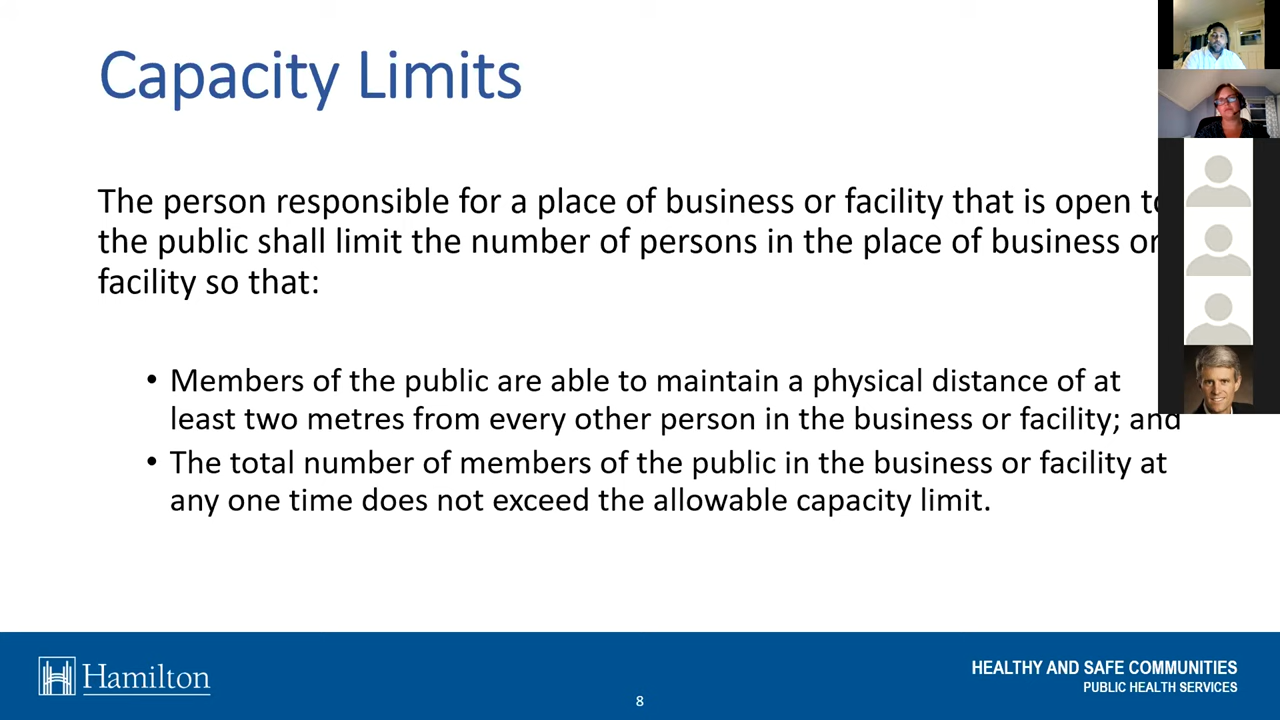 Capacity Limits
The person responsible for a place of business or facility that is open to
the public shall limit the number of persons in the place of business or
facility so that:
• Members of the public are able to maintain a physical distance of at
least two metres from every other person in the business or facility; and
• The total number of members of the public in the business or facility at
any one time does not exceed the allowable capacity limit.
Hamilton
8
HEALTHY AND SAFE COMMUNITIES
PUBLIC HEALTH SERVICES